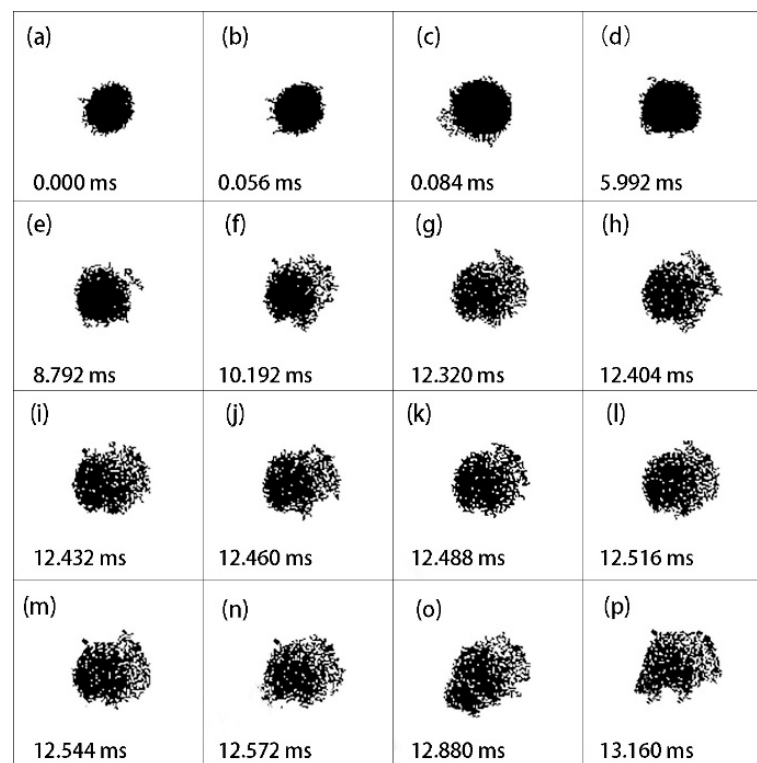 (a) (b) (c) (d)
0.000 ms 0.056 ms 0.084 ms 5.992 ms
(e) (f) (g) (h)
8.792 ms 10.192 ms 12.320 ms 12.404 ms
(i) (j) (k) (l)
12.432 ms 12.460 ms 12.488 ms 12.516 ms
(m) (n) (o) (p)
12.544 ms 12.572 ms 12.880 ms 13.160 ms